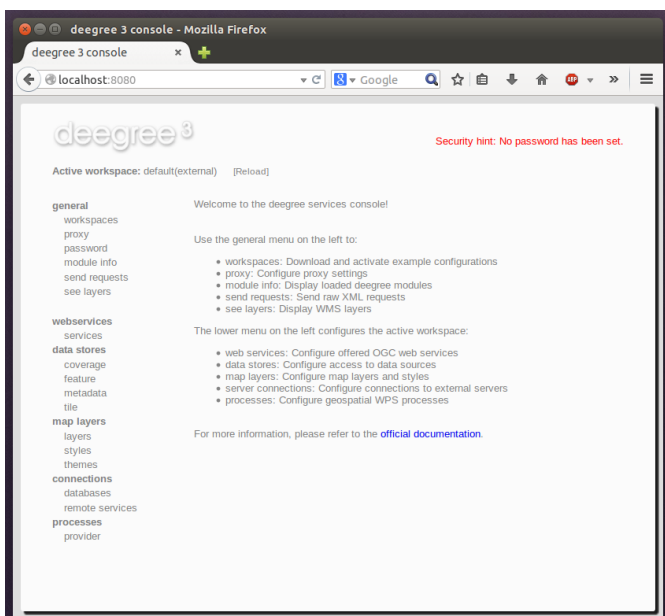 deegree 3 console - Mozilla Firefox
deegree 3 console
localhost:8080
Google
ABP
deegree 3
Security hint: No password has been set.
Active workspace: default(external) [Reload]
general
workspaces
proxy
password
module info
send requests
see layers
webservices
services
data stores
coverage
feature
metadata
tile
map layers
layers
styles
themes
connections
databases
remote services
processes
provider
Welcome to the deegree services console!
Use the general menu on the left to:
• workspaces: Download and activate example configurations
• proxy: Configure proxy settings
• module info: Display loaded deegree modules
• send requests: Send raw XML requests
• see layers: Display WMS layers
The lower menu on the left configures the active workspace:
• web services: Configure offered OGC web services
• data stores: Configure access to data sources
• map layers: Configure map layers and styles
• server connections: Configure connections to external servers
• processes: Configure geospatial WPS processes
For more information, please refer to the official documentation.